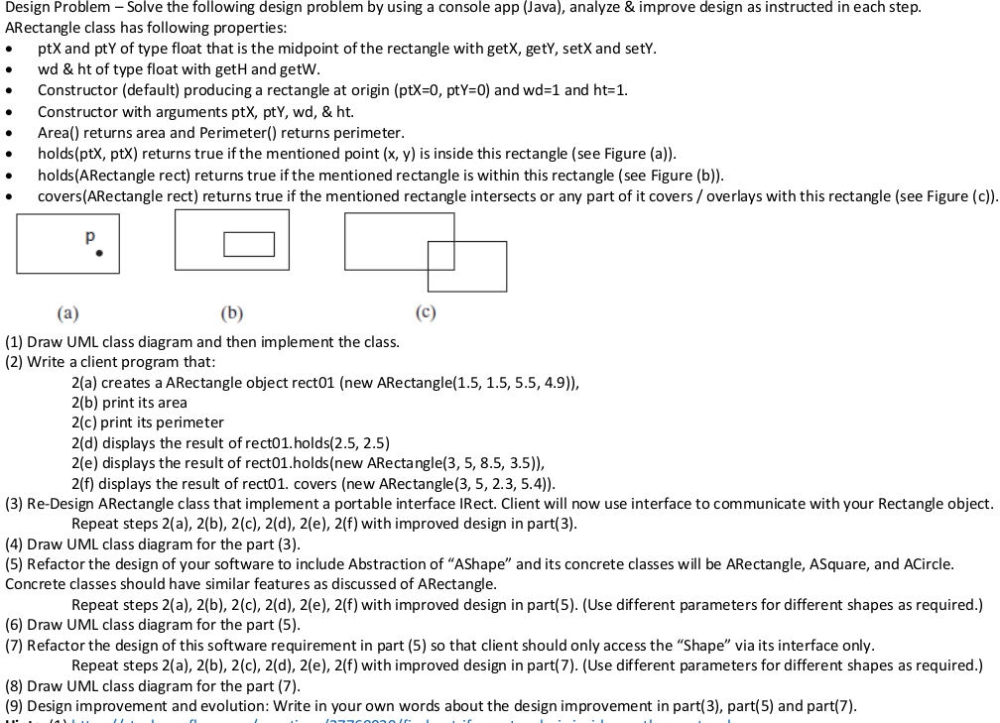 Design Problem – Solve the following design problem by using a console app (Java), analyze & improve design as instructed in each step.
ARectangle class has following properties:
• ptX and ptY of type float that is the midpoint of the rectangle with getX, getY, setX and setY.
• wd & ht of type float with getH and getW.
• Constructor (default) producing a rectangle at origin (ptX=0, ptY=0) and wd=1 and ht=1.
• Constructor with arguments ptX, ptY, wd, & ht.
• Area() returns area and Perimeter() returns perimeter.
• holds(ptX, ptX) returns true if the mentioned point (x, y) is inside this rectangle (see Figure (a)).
• holds(ARectangle rect) returns true if the mentioned rectangle is within this rectangle (see Figure (b)).
• covers(ARectangle rect) returns true if the mentioned rectangle intersects or any part of it covers / overlays with this rectangle (see Figure (c)).
p
(a) (b) (c)
(1) Draw UML class diagram and then implement the class.
(2) Write a client program that:
2(a) creates a ARectangle object rect01 (new ARectangle(1.5, 1.5, 5.5, 4.9)),
2(b) print its area
2(c) print its perimeter
2(d) displays the result of rect01.holds(2.5, 2.5)
2(e) displays the result of rect01.holds(new ARectangle(3, 5, 8.5, 3.5)),
2(f) displays the result of rect01. covers (new ARectangle(3, 5, 2.3, 5.4)).
(3) Re-Design ARectangle class that implement a portable interface IRect. Client will now use interface to communicate with your Rectangle object.
Repeat steps 2(a), 2(b), 2(c), 2(d), 2(e), 2(f) with improved design in part(3).
(4) Draw UML class diagram for the part (3).
(5) Refactor the design of your software to include Abstraction of “AShape” and its concrete classes will be ARectangle, ASquare, and ACircle.
Concrete classes should have similar features as discussed of ARectangle.
Repeat steps 2(a), 2(b), 2(c), 2(d), 2(e), 2(f) with improved design in part(5). (Use different parameters for different shapes as required.)
(6) Draw UML class diagram for the part (5).
(7) Refactor the design of this software requirement in part (5) so that client should only access the “Shape” via its interface only.
Repeat steps 2(a), 2(b), 2(c), 2(d), 2(e), 2(f) with improved design in part(7). (Use different parameters for different shapes as required.)
(8) Draw UML class diagram for the part (7).
(9) Design improvement and evolution: Write in your own words about the design improvement in part(3), part(5) and part(7).